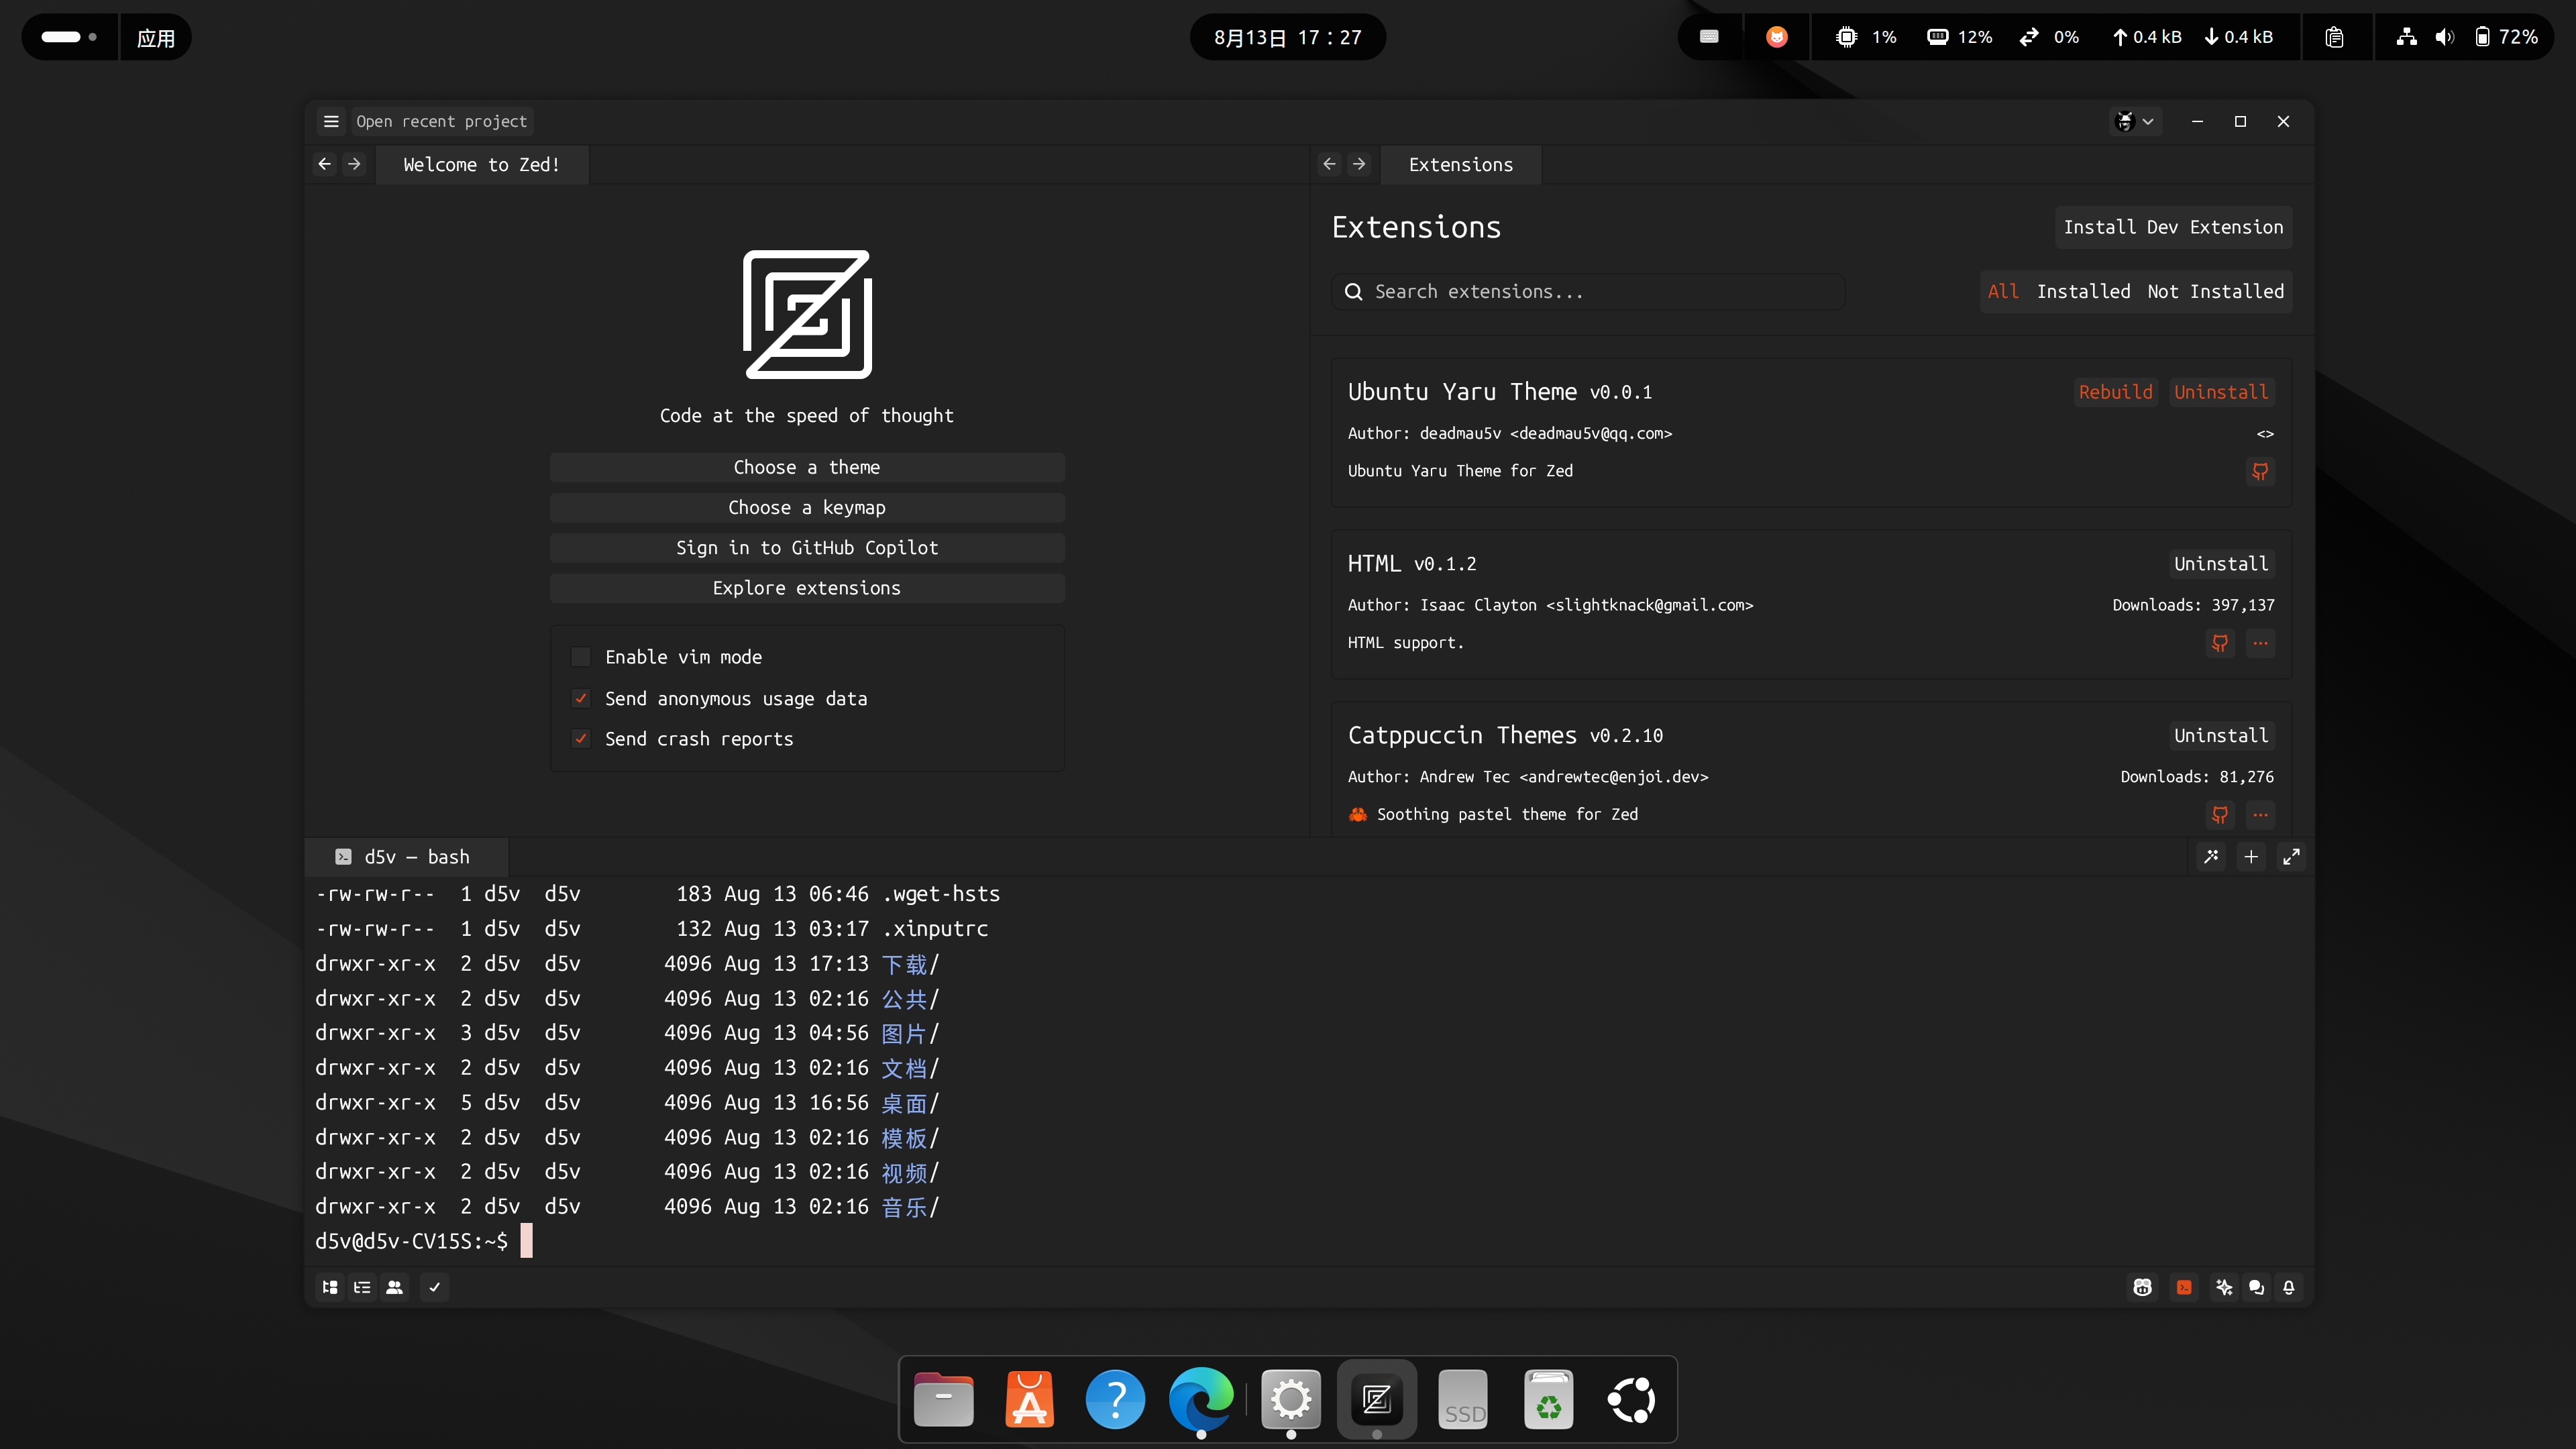 应用
8月13日 17：27
1% 12% 0% 0.4 kB 0.4 kB 72%
Open recent project
Welcome to Zed!
Code at the speed of thought
Choose a theme
Choose a keymap
Sign in to GitHub Copilot
Explore extensions
Enable vim mode
Send anonymous usage data
Send crash reports
Extensions
Extensions
Install Dev Extension
Search extensions...
All Installed Not Installed
Ubuntu Yaru Theme v0.0.1 Rebuild Uninstall
Author: deadmau5v <deadmau5v@qq.com> <>
Ubuntu Yaru Theme for Zed
HTML v0.1.2 Uninstall
Author: Isaac Clayton <slightknack@gmail.com> Downloads: 397,137
HTML support.
Catppuccin Themes v0.2.10 Uninstall
Author: Andrew Tec <andrewtec@enjoi.dev> Downloads: 81,276
🦀 Soothing pastel theme for Zed
d5v — bash
-rw-rw-r-- 1 d5v d5v 183 Aug 13 06:46 .wget-hsts
-rw-rw-r-- 1 d5v d5v 132 Aug 13 03:17 .xinputrc
drwxr-xr-x 2 d5v d5v 4096 Aug 13 17:13 下载/
drwxr-xr-x 2 d5v d5v 4096 Aug 13 02:16 公共/
drwxr-xr-x 3 d5v d5v 4096 Aug 13 04:56 图片/
drwxr-xr-x 2 d5v d5v 4096 Aug 13 02:16 文档/
drwxr-xr-x 5 d5v d5v 4096 Aug 13 16:56 桌面/
drwxr-xr-x 2 d5v d5v 4096 Aug 13 02:16 模板/
drwxr-xr-x 2 d5v d5v 4096 Aug 13 02:16 视频/
drwxr-xr-x 2 d5v d5v 4096 Aug 13 02:16 音乐/
d5v@d5v-CV15S:~$
SSD